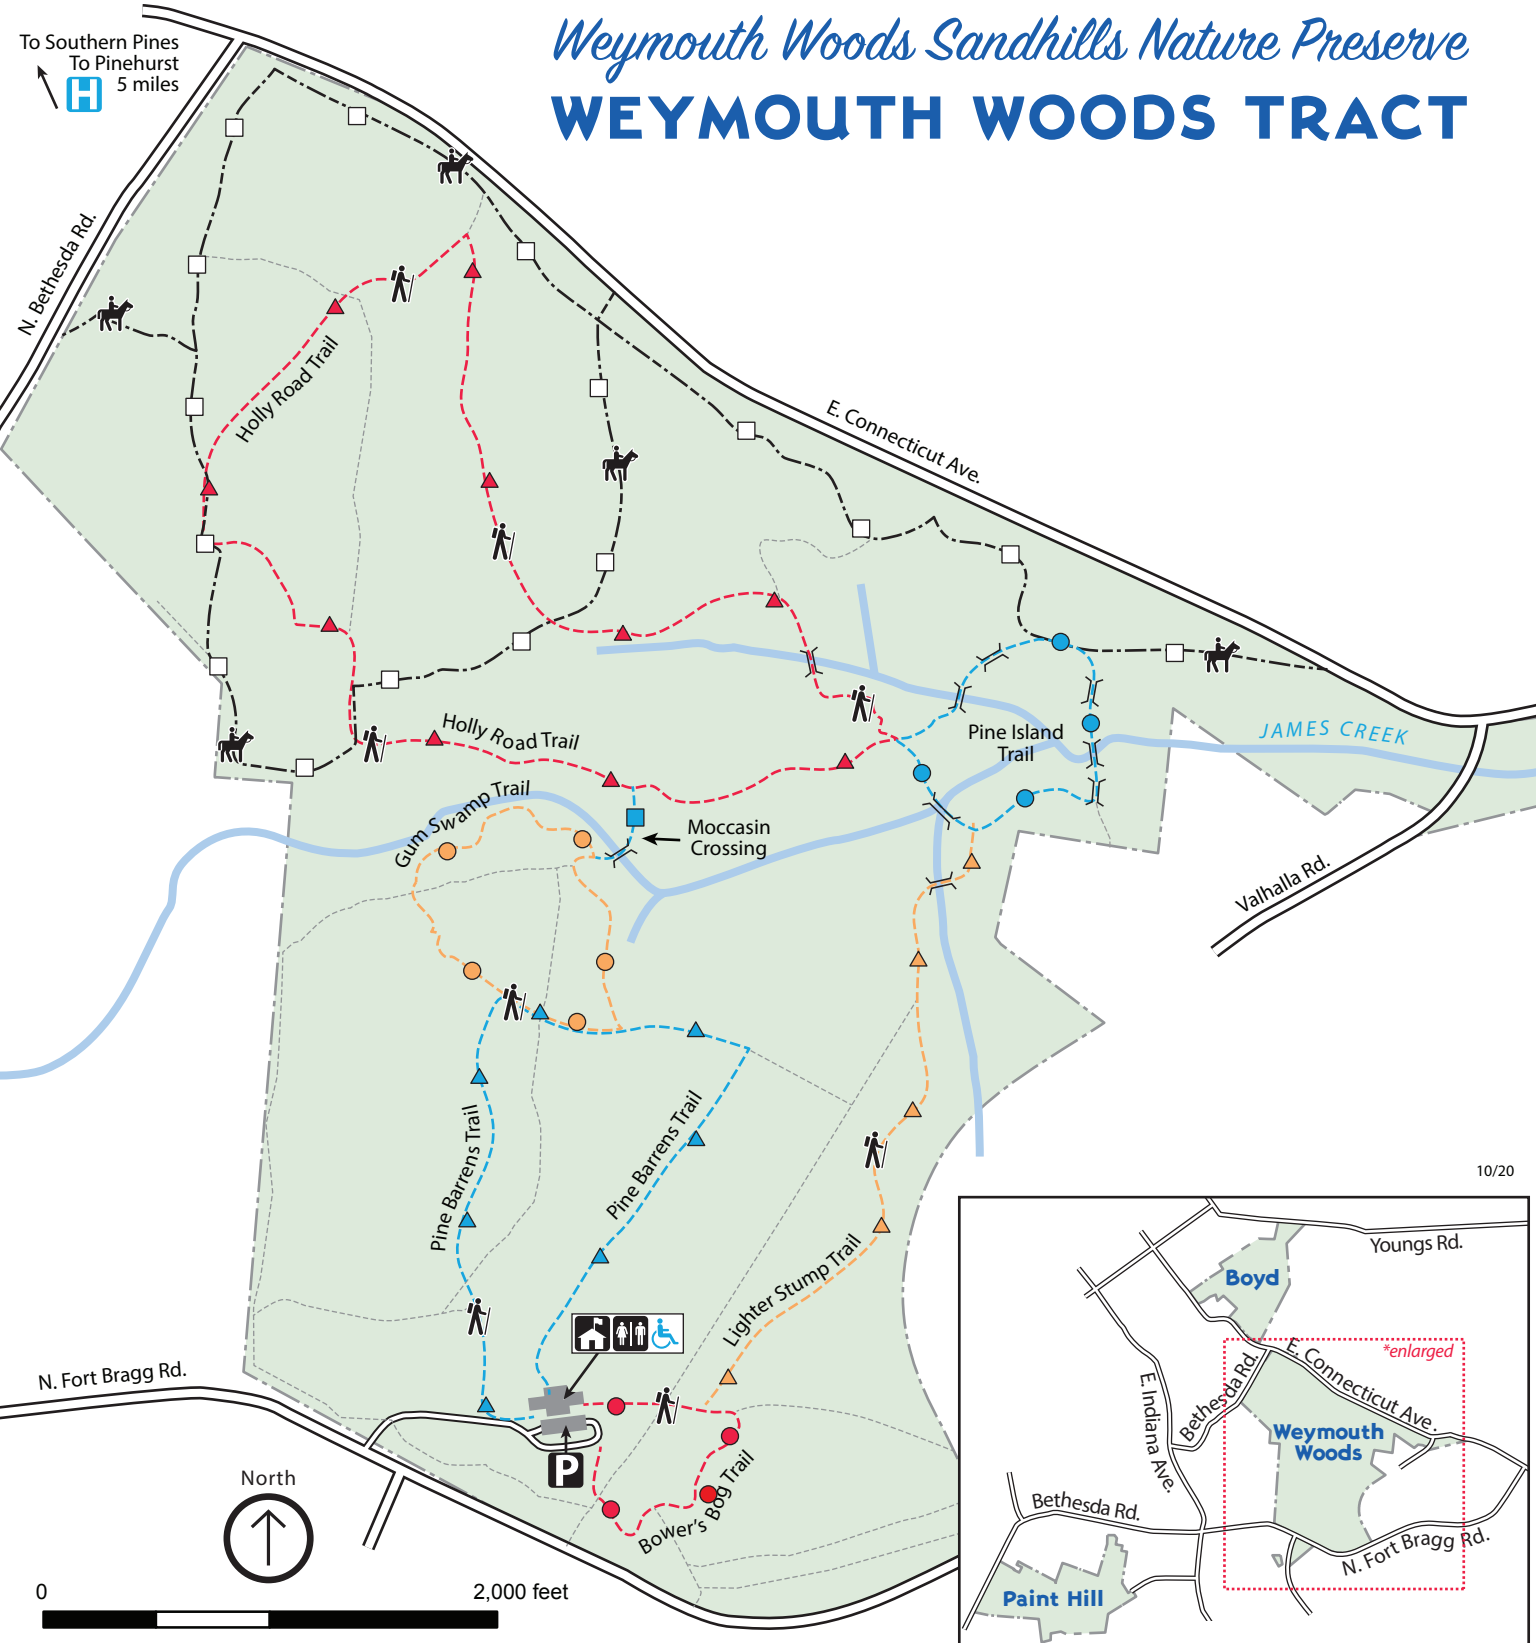 Weymouth Woods Sandhills Nature Preserve
WEYMOUTH WOODS TRACT
To Southern Pines
To Pinehurst
5 miles
H
N. Bethesda Rd.
Holly Road Trail
E. Connecticut Ave.
Holly Road Trail
Pine Island
Trail
JAMES CREEK
Gum Swamp Trail
Moccasin
Crossing
Valhalla Rd.
Pine Barrens Trail
Pine Barrens Trail
Lighter Stump Trail
N. Fort Bragg Rd.
P
Bower's Bog Trail
North
0
2,000 feet
10/20
Youngs Rd.
Boyd
*enlarged
E. Connecticut Ave.
Bethesda Rd.
E. Indiana Ave.
Weymouth
Woods
Bethesda Rd.
N. Fort Bragg Rd.
Paint Hill